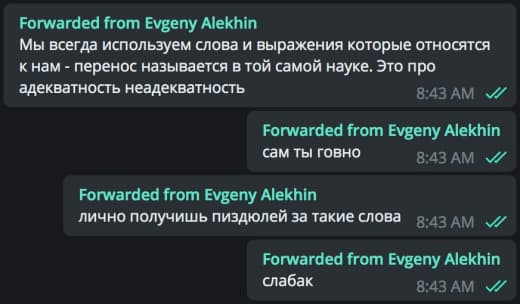 Forwarded from Evgeny Alekhin
Мы всегда используем слова и выражения которые относятся
к нам - перенос называется в той самой науке. Это про
адекватность неадекватность
8:43 AM
Forwarded from Evgeny Alekhin
сам ты говно
8:43 AM
Forwarded from Evgeny Alekhin
лично получишь пиздюлей за такие слова
8:43 AM
Forwarded from Evgeny Alekhin
слабак
8:43 AM